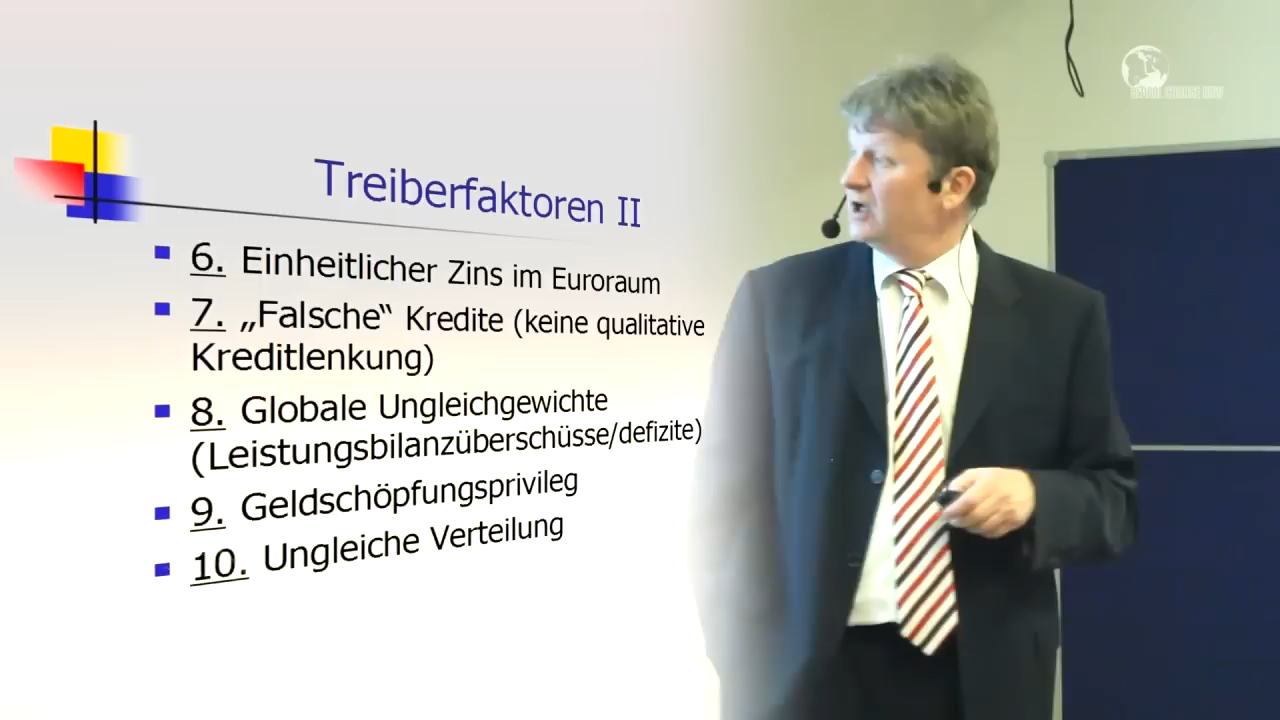 Treiberfaktoren II
6. Einheitlicher Zins im Euroraum
7. „Falsche“ Kredite (keine qualitative
Kreditlenkung)
8. Globale Ungleichgewichte
(Leistungsbilanzüberschüsse/defizite)
9. Geldschöpfungsprivileg
10. Ungleiche Verteilung